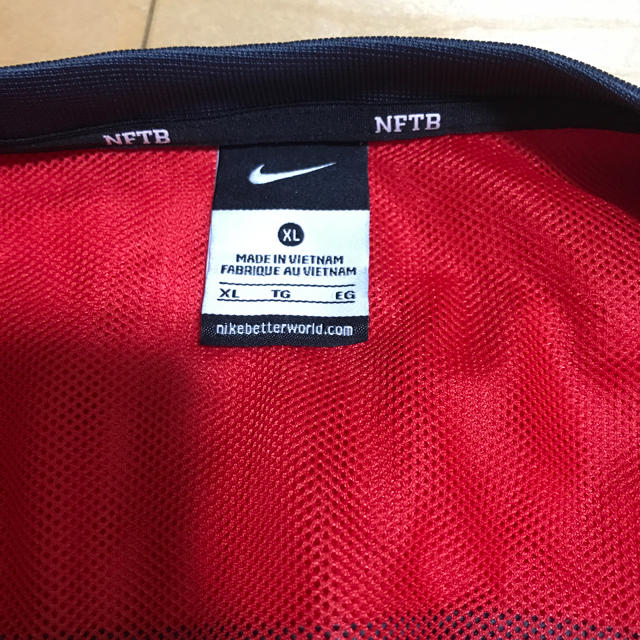 NFTB
NFTB
XL
MADE IN VIETNAM
FABRIQUE AU VIETNAM
XL TG EG
nikebetterworld.com